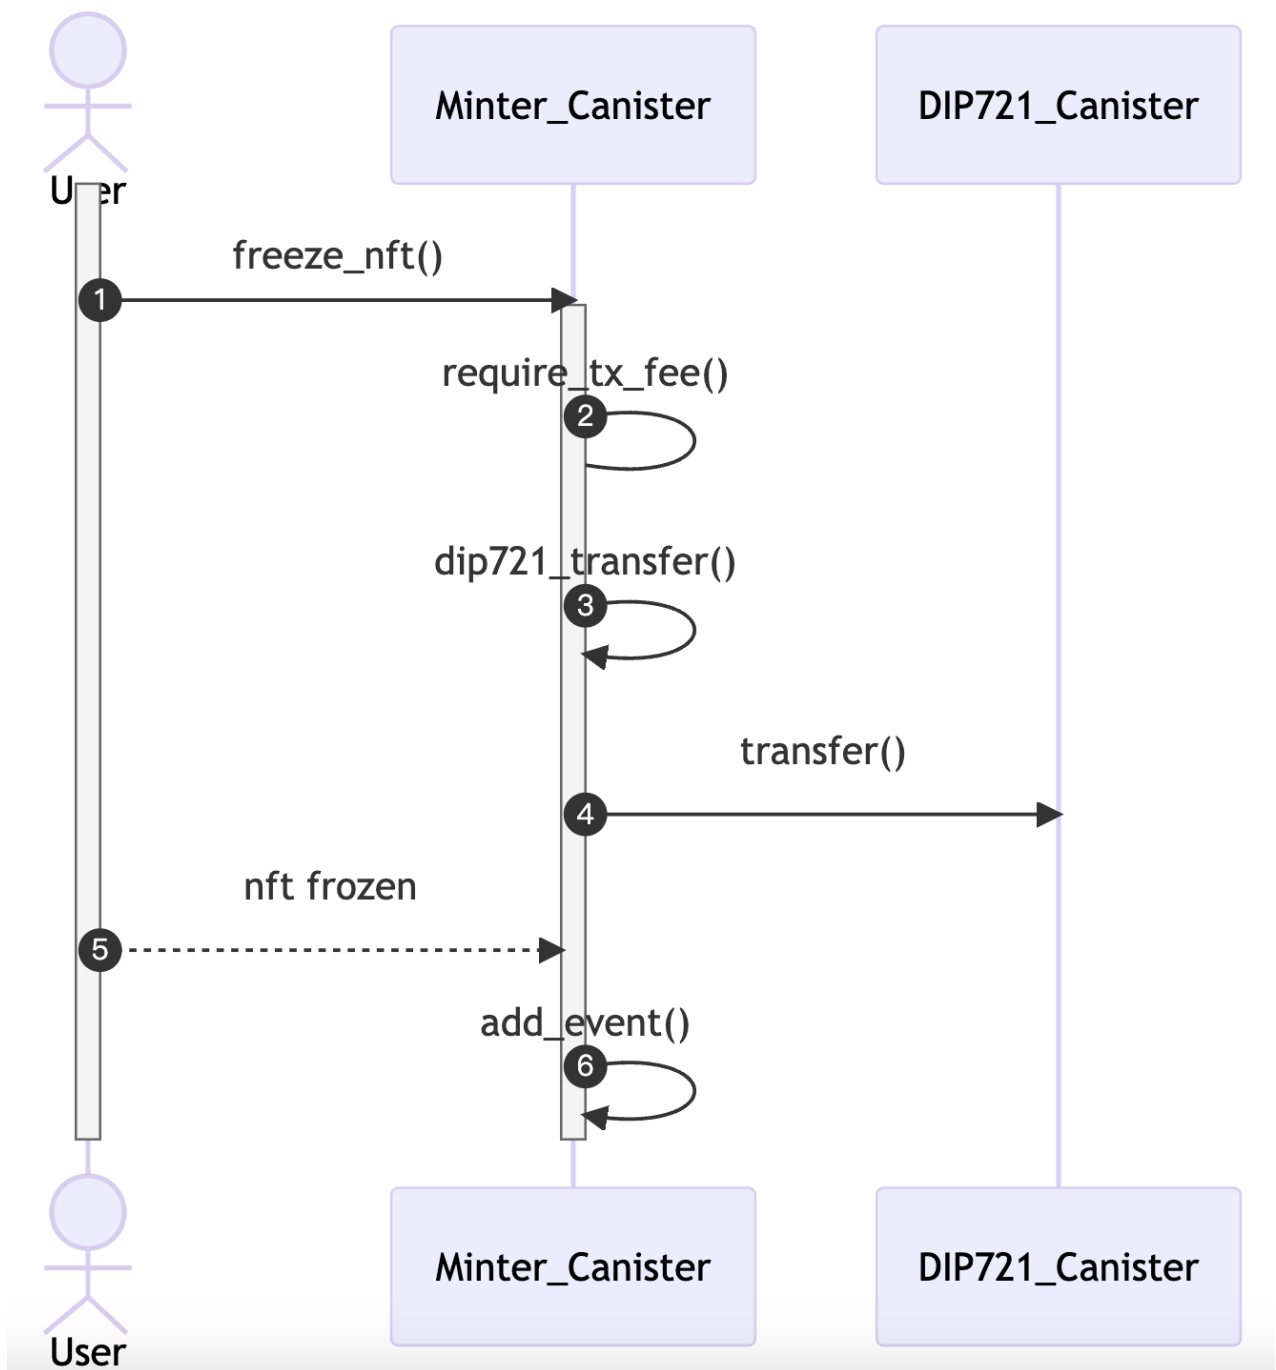 Minter_Canister
DIP721_Canister
User
freeze_nft()
1
require_tx_fee()
2
dip721_transfer()
3
transfer()
4
nft frozen
5
add_event()
6
Minter_Canister
DIP721_Canister
User